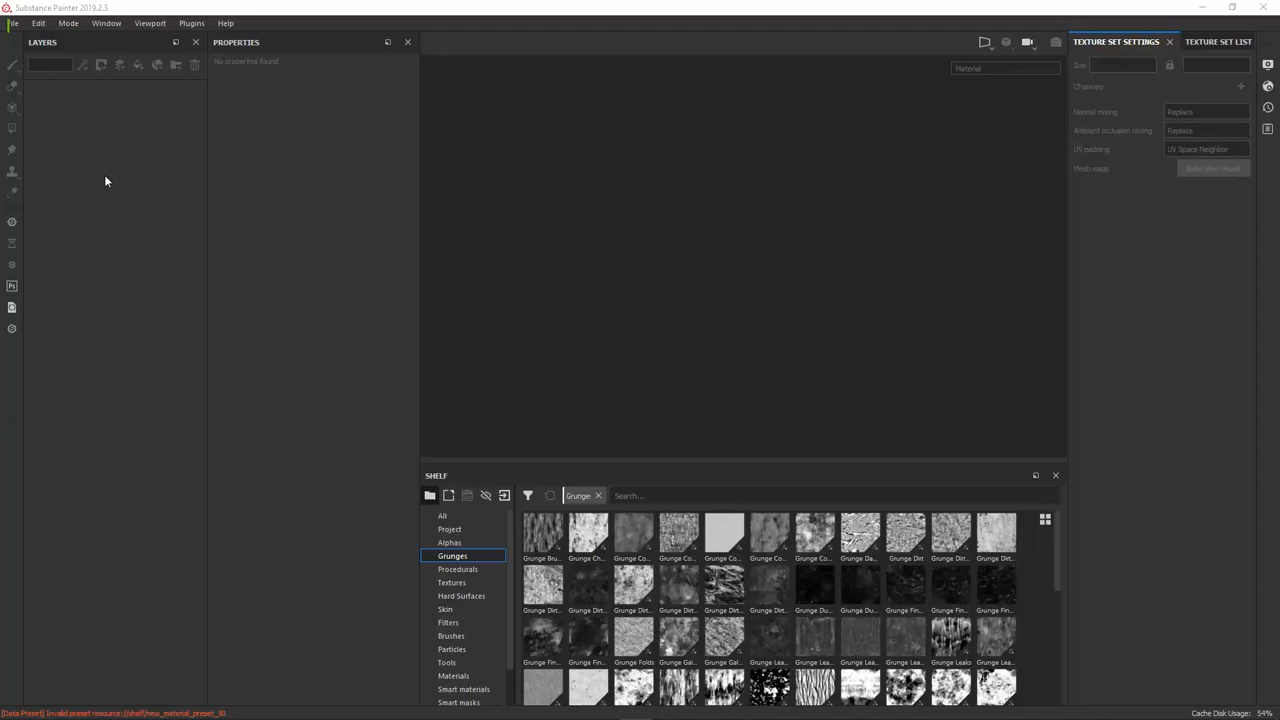 Substance Painter 2019.2.3
File Edit Mode Window Viewport Plugins Help
LAYERS
PROPERTIES
No properties found
Material
TEXTURE SET SETTINGS
TEXTURE SET LIST
Size
Channels
Normal mixing Replace
Ambient occlusion mixing Replace
UV padding UV Space Neighbor
Mesh maps
SHELF
Grunge
Search...
All
Project
Alphas
Grunges
Procedurals
Textures
Hard Surfaces
Skin
Filters
Brushes
Particles
Tools
Materials
Smart materials
Smart masks
Grunge Bru... Grunge Ch... Grunge Co... Grunge Co... Grunge Co... Grunge Co... Grunge Co... Grunge Da... Grunge Dirt Grunge Dirt... Grunge Dirt...
Grunge Dirt... Grunge Dirt... Grunge Dirt... Grunge Dirt... Grunge Dirt... Grunge Dirt... Grunge Du... Grunge Du... Grunge Fin... Grunge Fin... Grunge Fin...
Grunge Fin... Grunge Fin... Grunge Folds Grunge Gal... Grunge Gal... Grunge Lea... Grunge Lea... Grunge Lea... Grunge Lea... Grunge Leaks Grunge Lea...
[Data Preset] Invalid preset resource://shelf/new_material_preset_50
Cache Disk Usage: 54%
Ps